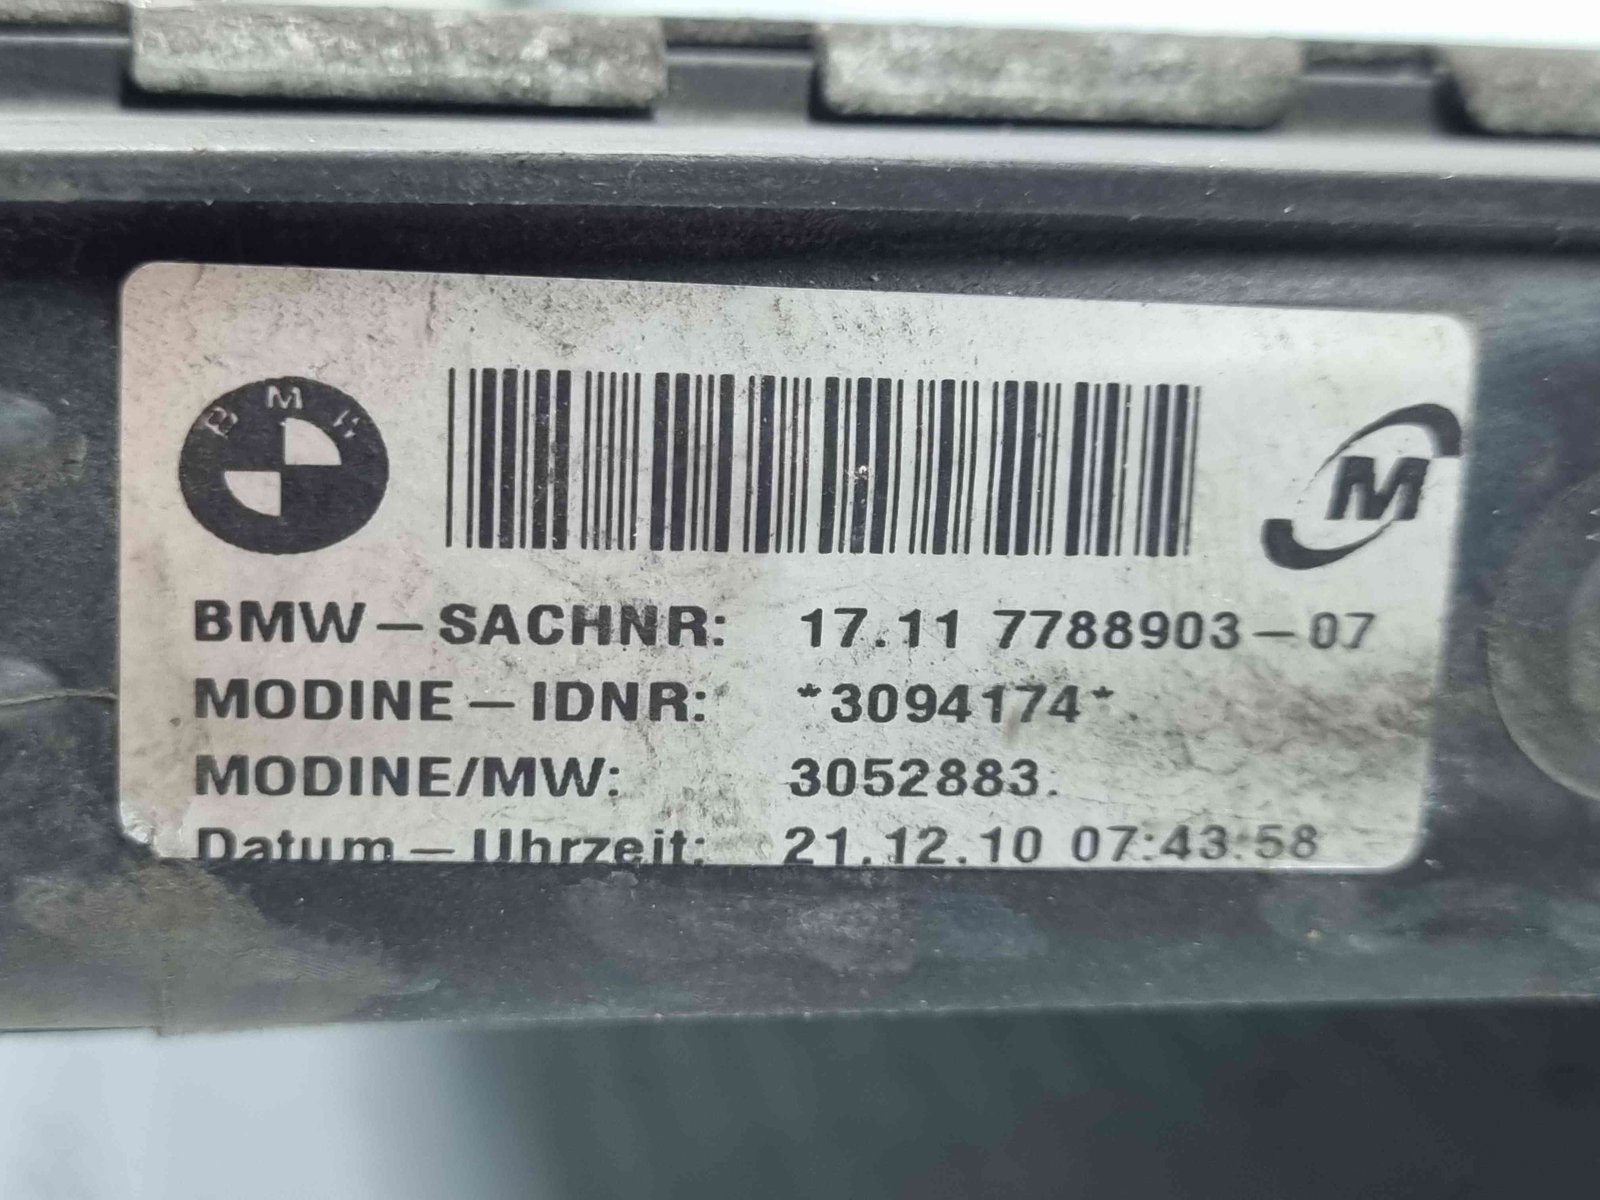 BMW
M
BMW-SACHNR: 17.11 7788903-07
MODINE-IDNR: *3094174*
MODINE/MW: 3052883.
Datum-Uhrzeit: 21.12.10 07:43:58